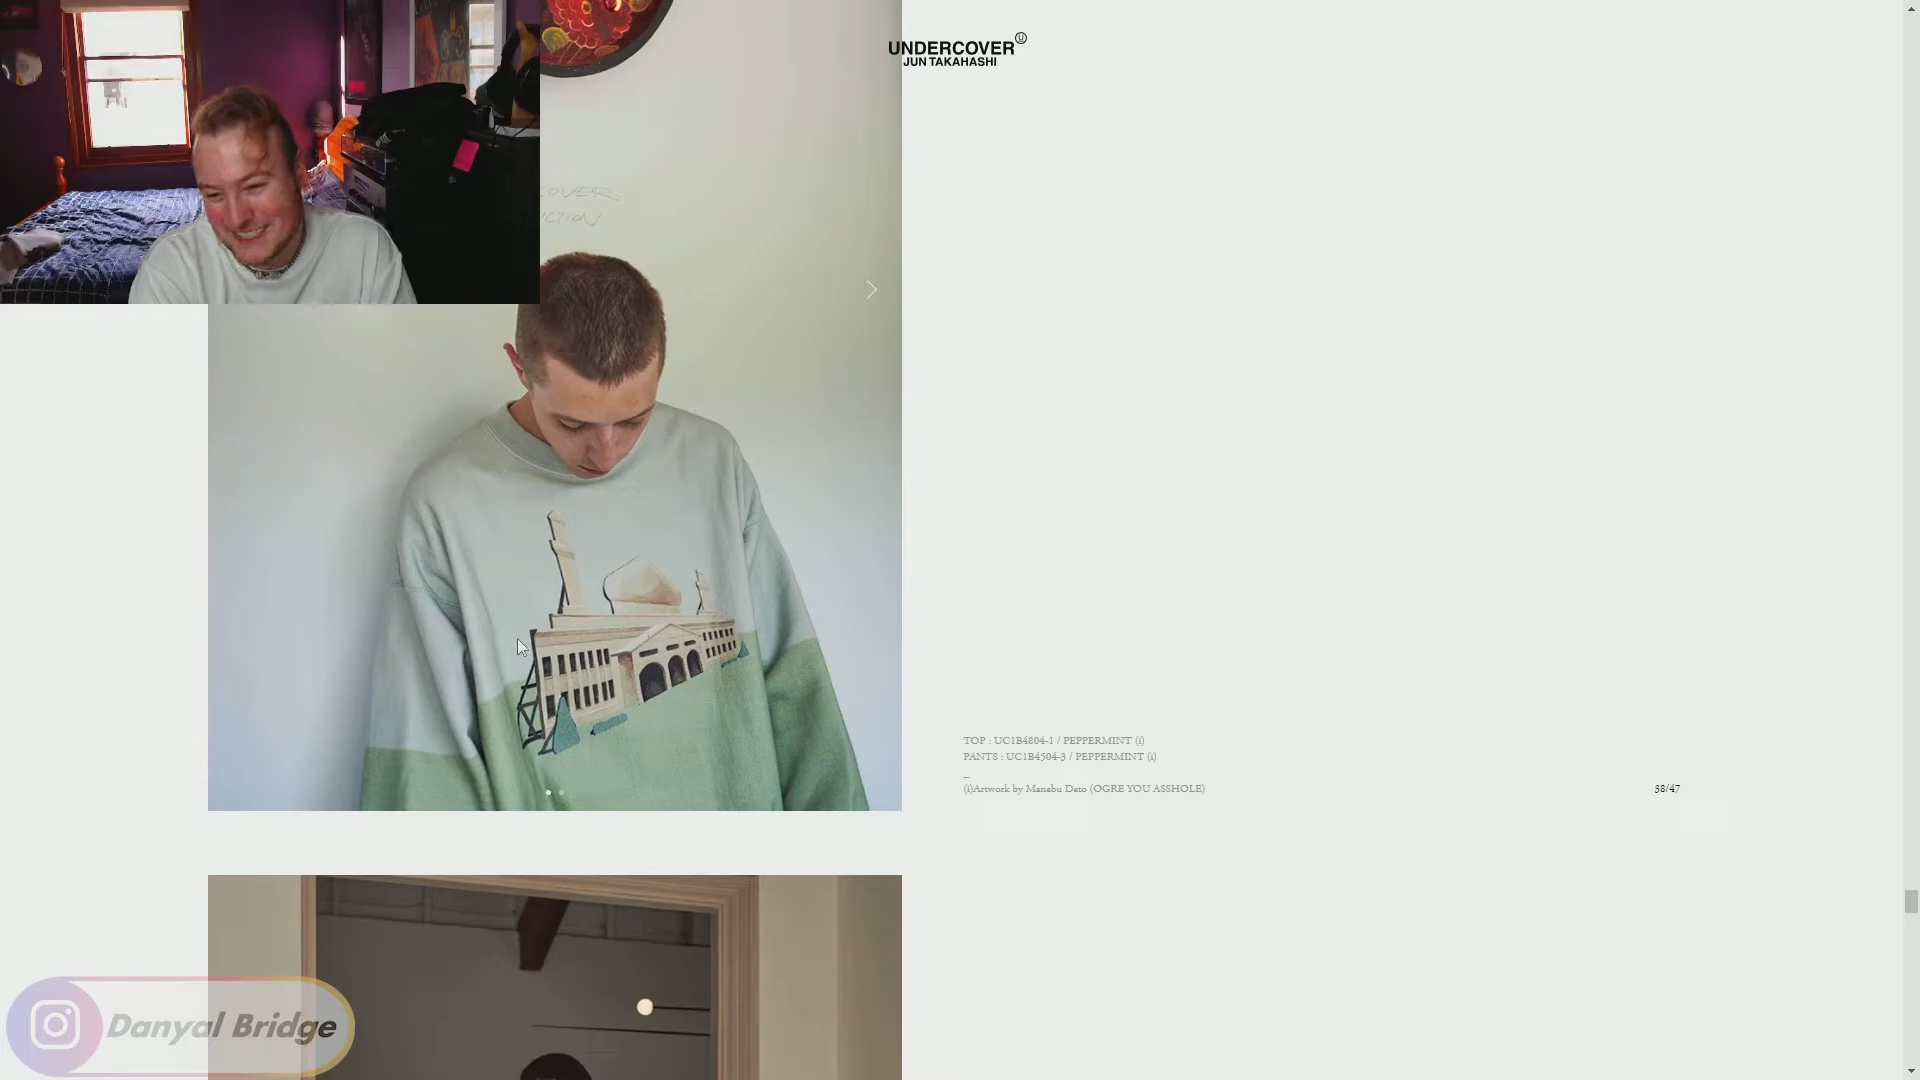 UNDERCOVER
JUN TAKAHASHI
TOP : UC1B4804-1 / PEPPERMINT (i)
PANTS : UC1B4504-3 / PEPPERMINT (i)
–
(i)Artwork by Manabu Deto (OGRE YOU ASSHOLE)
38/47
Danyal Bridge